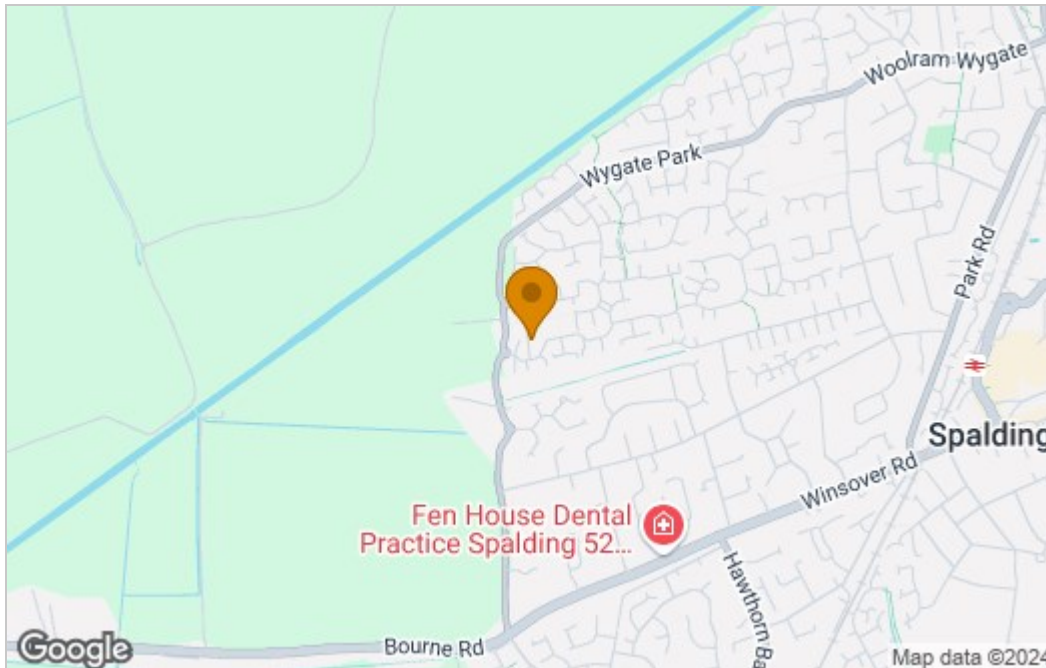 Woolram Wygate
Wygate Park
Park Rd
Spalding
Winsover Rd
Fen House Dental
Practice Spalding 52...
Hawthorn Ba
Bourne Rd
Google
Map data ©2024